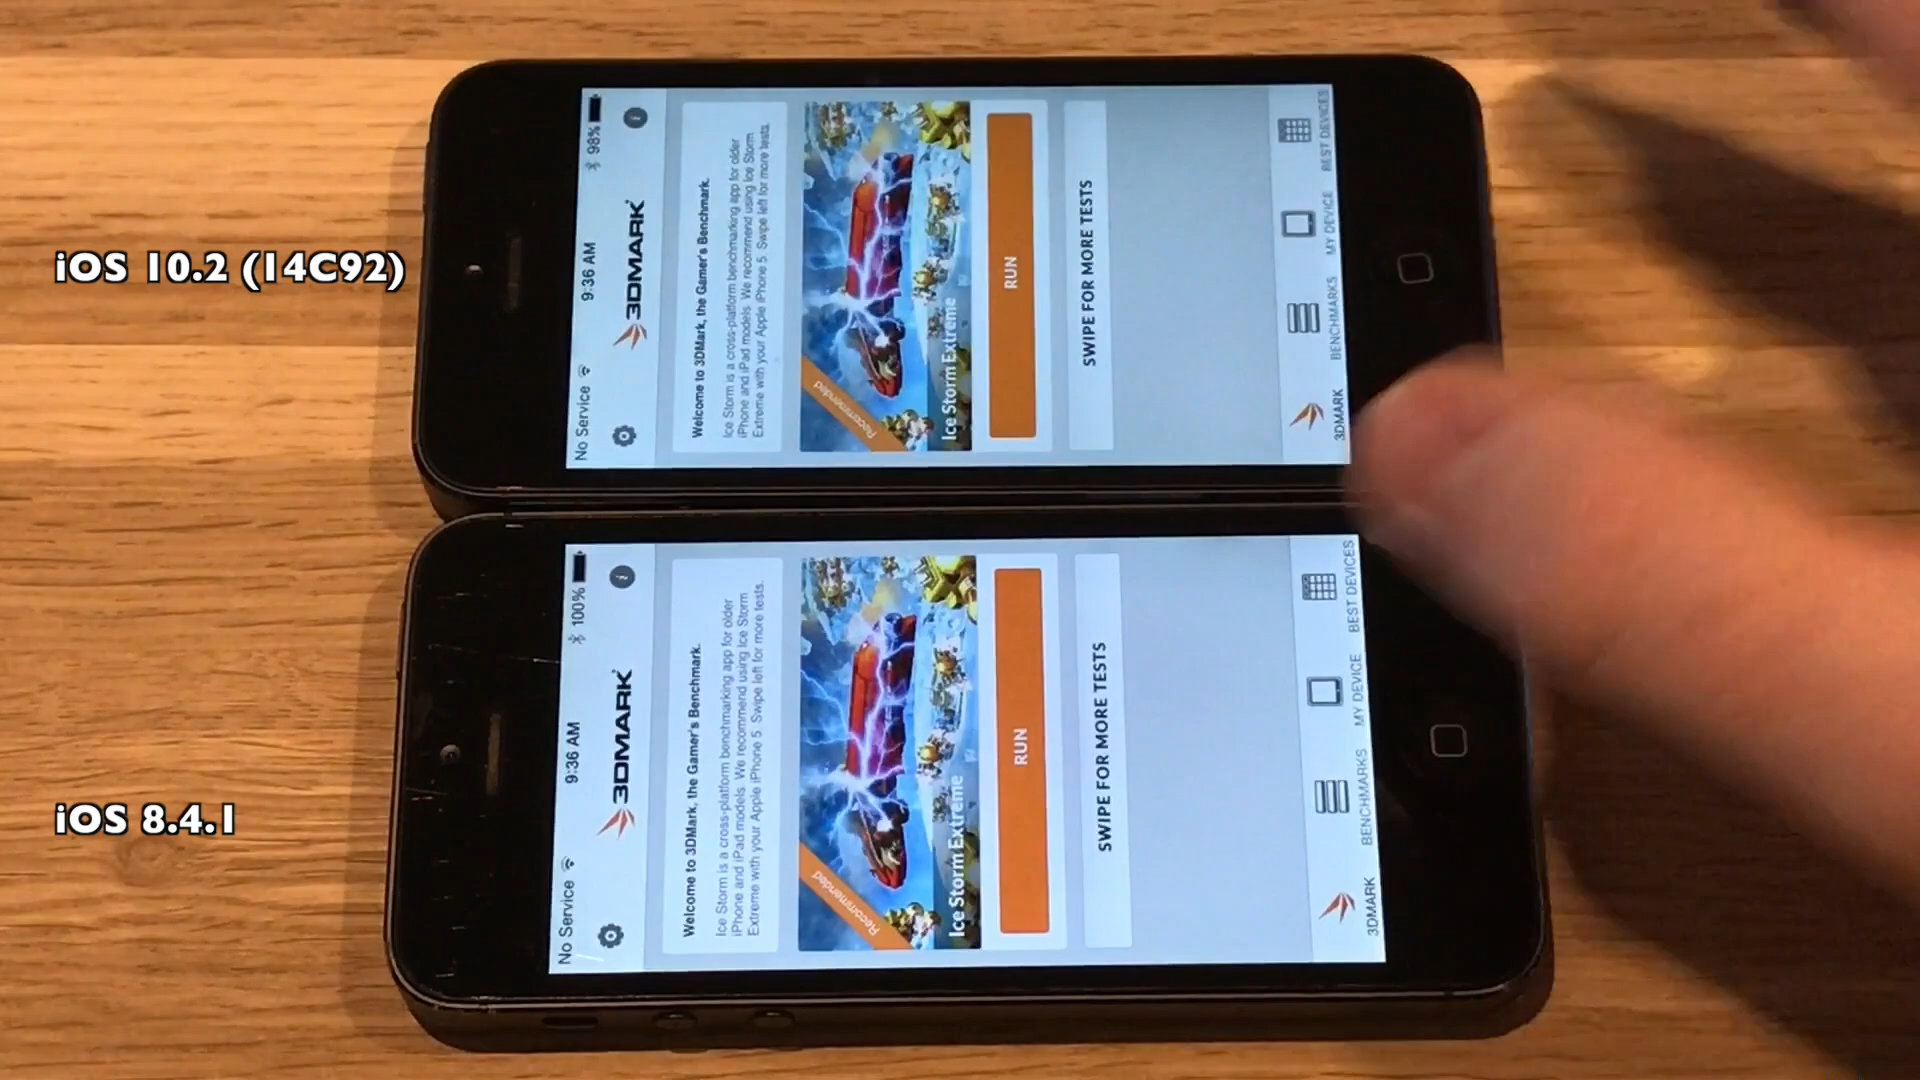 iOS 10.2 (14C92)
No Service
9:36 AM
98%
3DMARK
Welcome to 3DMark, the Gamer's Benchmark.
Ice Storm is a cross-platform benchmarking app for older
iPhone and iPad models. We recommend using Ice Storm
Extreme with your Apple iPhone 5. Swipe left for more tests.
Recommended
Ice Storm Extreme
RUN
SWIPE FOR MORE TESTS
3DMARK
BENCHMARKS
MY DEVICE
BEST DEVICES
iOS 8.4.1
No Service
9:36 AM
100%
3DMARK
Welcome to 3DMark, the Gamer's Benchmark.
Ice Storm is a cross-platform benchmarking app for older
iPhone and iPad models. We recommend using Ice Storm
Extreme with your Apple iPhone 5. Swipe left for more tests.
Recommended
Ice Storm Extreme
RUN
SWIPE FOR MORE TESTS
3DMARK
BENCHMARKS
MY DEVICE
BEST DEVICES